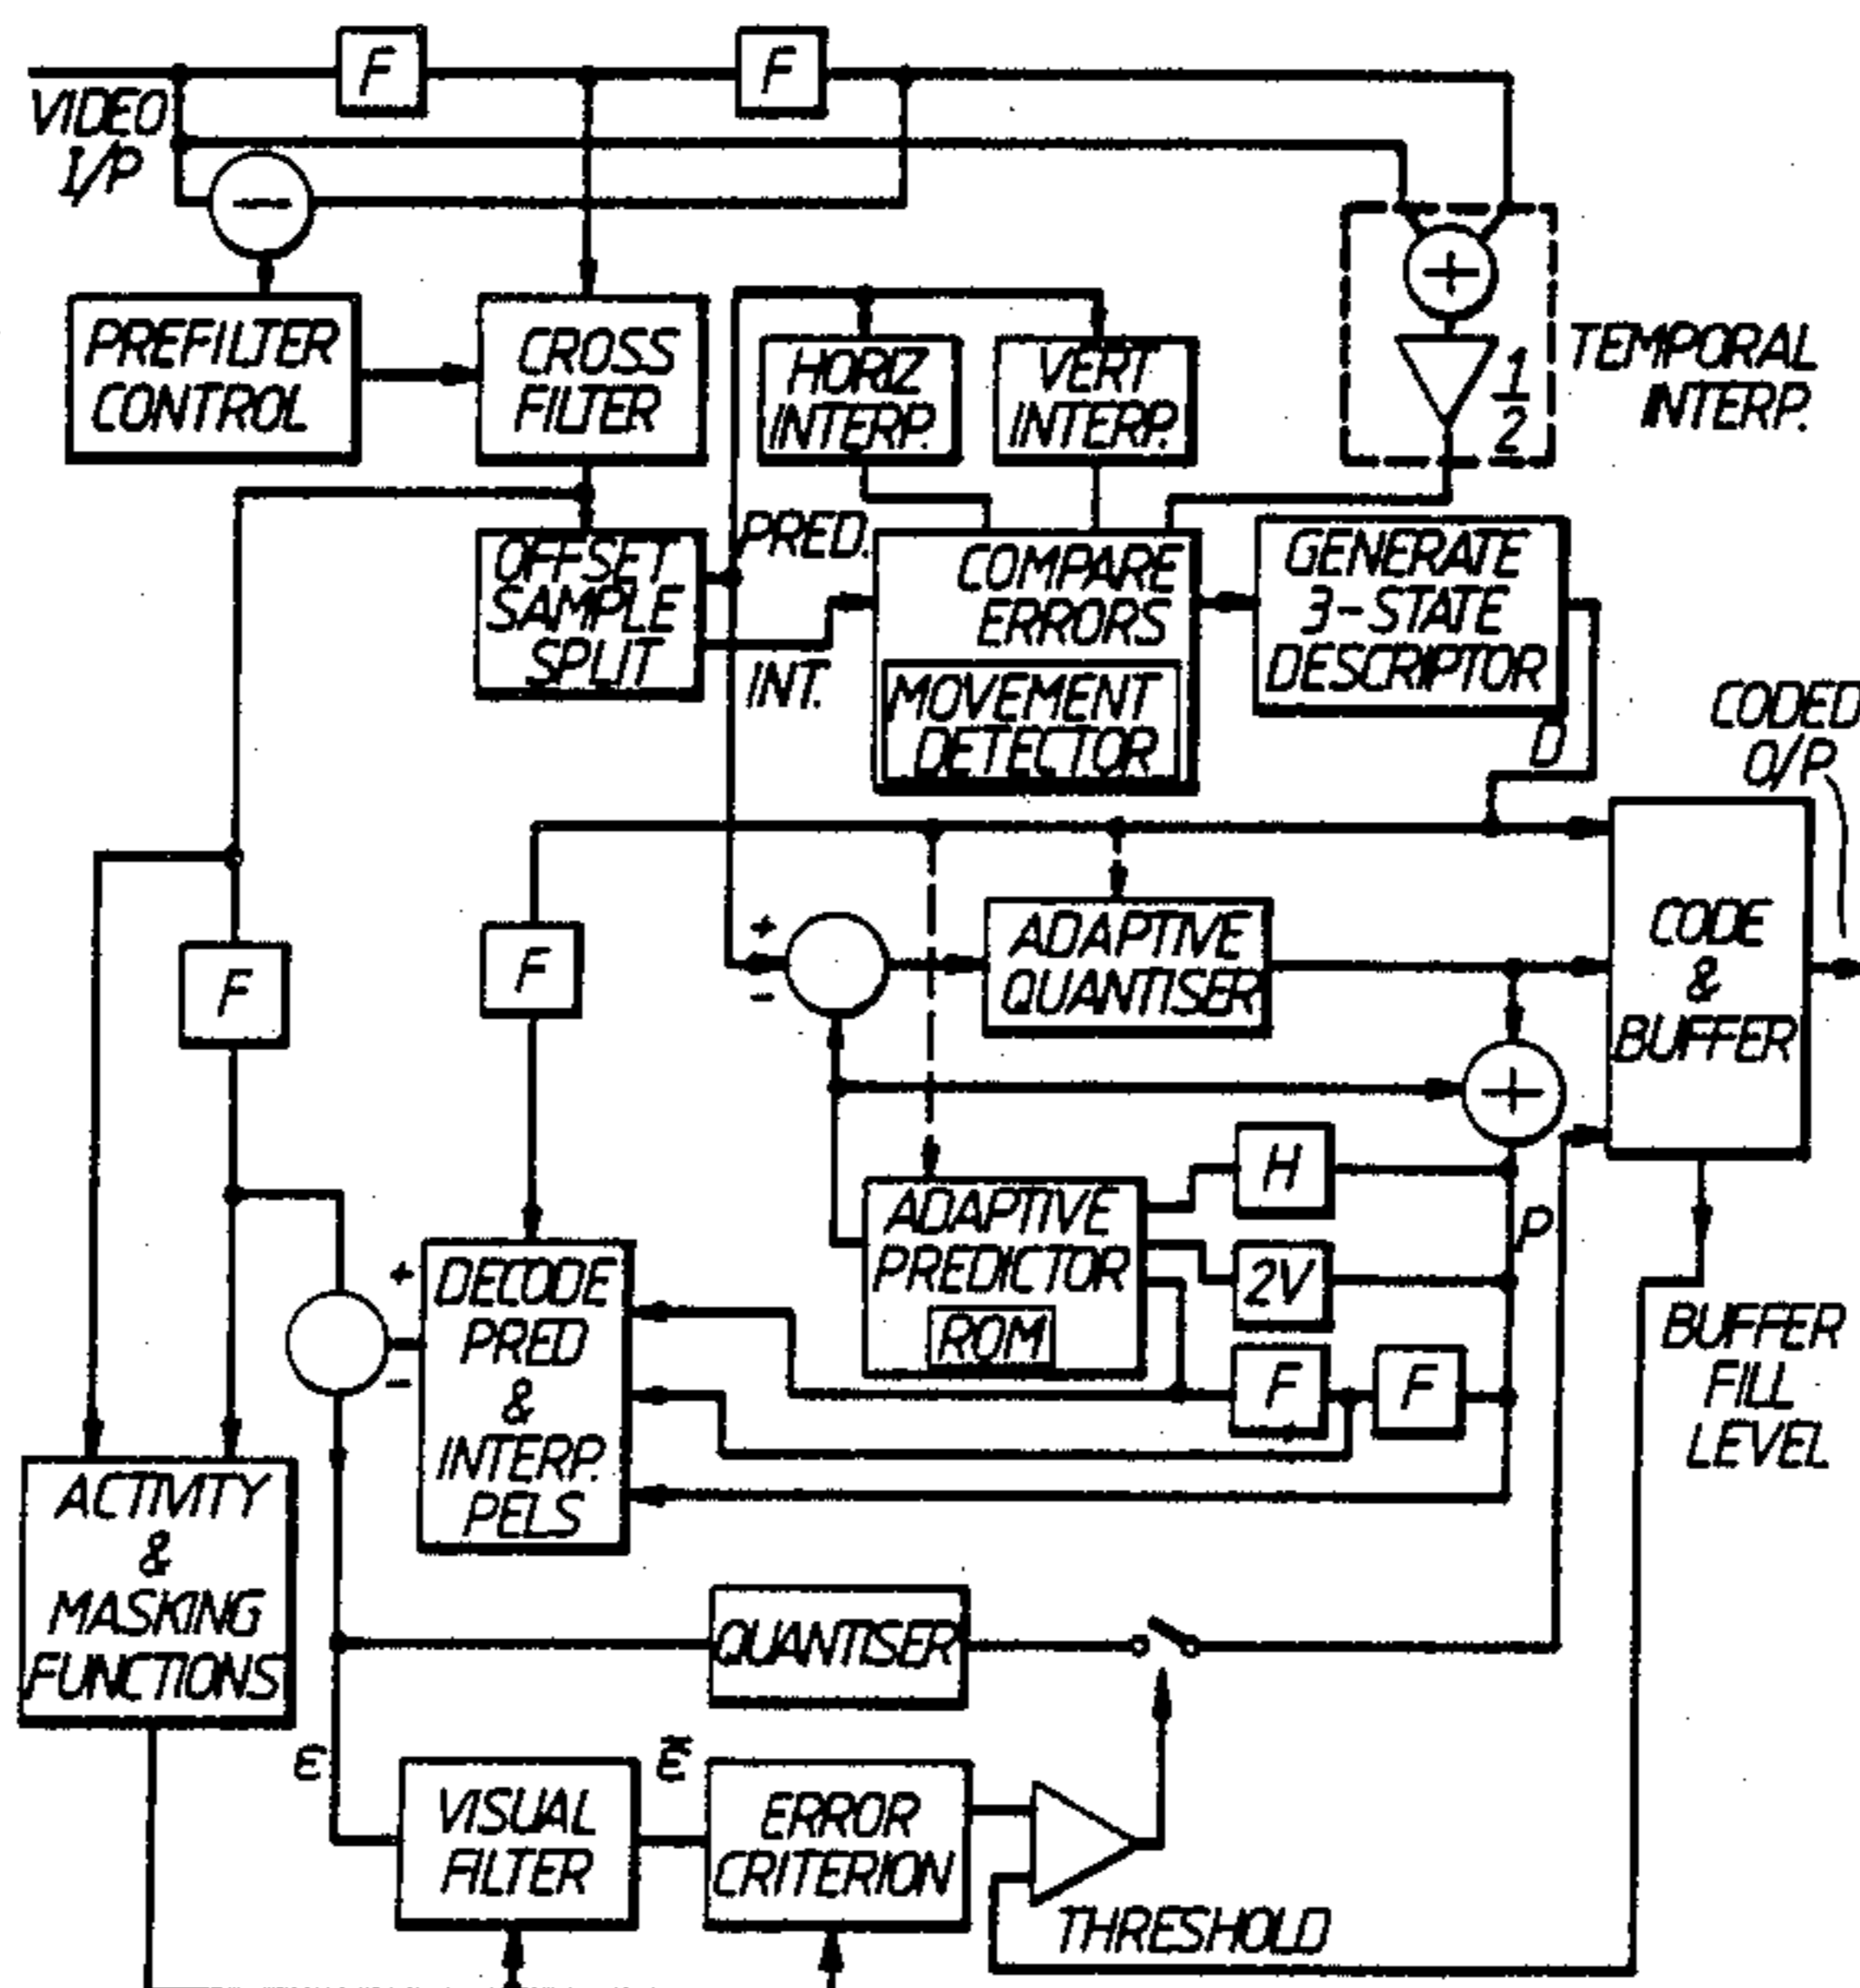 F
F
VIDEO
I/P
−
+
PREFILTER
CONTROL
CROSS
FILTER
HORIZ
INTERP.
VERT
INTERP.
1
2
TEMPORAL
INTERP.
PRED.
OFFSET
SAMPLE
SPLIT
INT.
COMPARE
ERRORS
MOVEMENT
DETECTOR
GENERATE
3-STATE
DESCRIPTOR
D
CODED
O/P
F
F
+
−
ADAPTIVE
QUANTISER
CODE
&
BUFFER
+
H
P
ADAPTIVE
PREDICTOR
ROM
2V
F
F
BUFFER
FILL
LEVEL
+
−
DECODE
PRED
&
INTERP.
PELS
ACTIVITY
&
MASKING
FUNCTIONS
QUANTISER
ε
VISUAL
FILTER
ε̄
ERROR
CRITERION
THRESHOLD